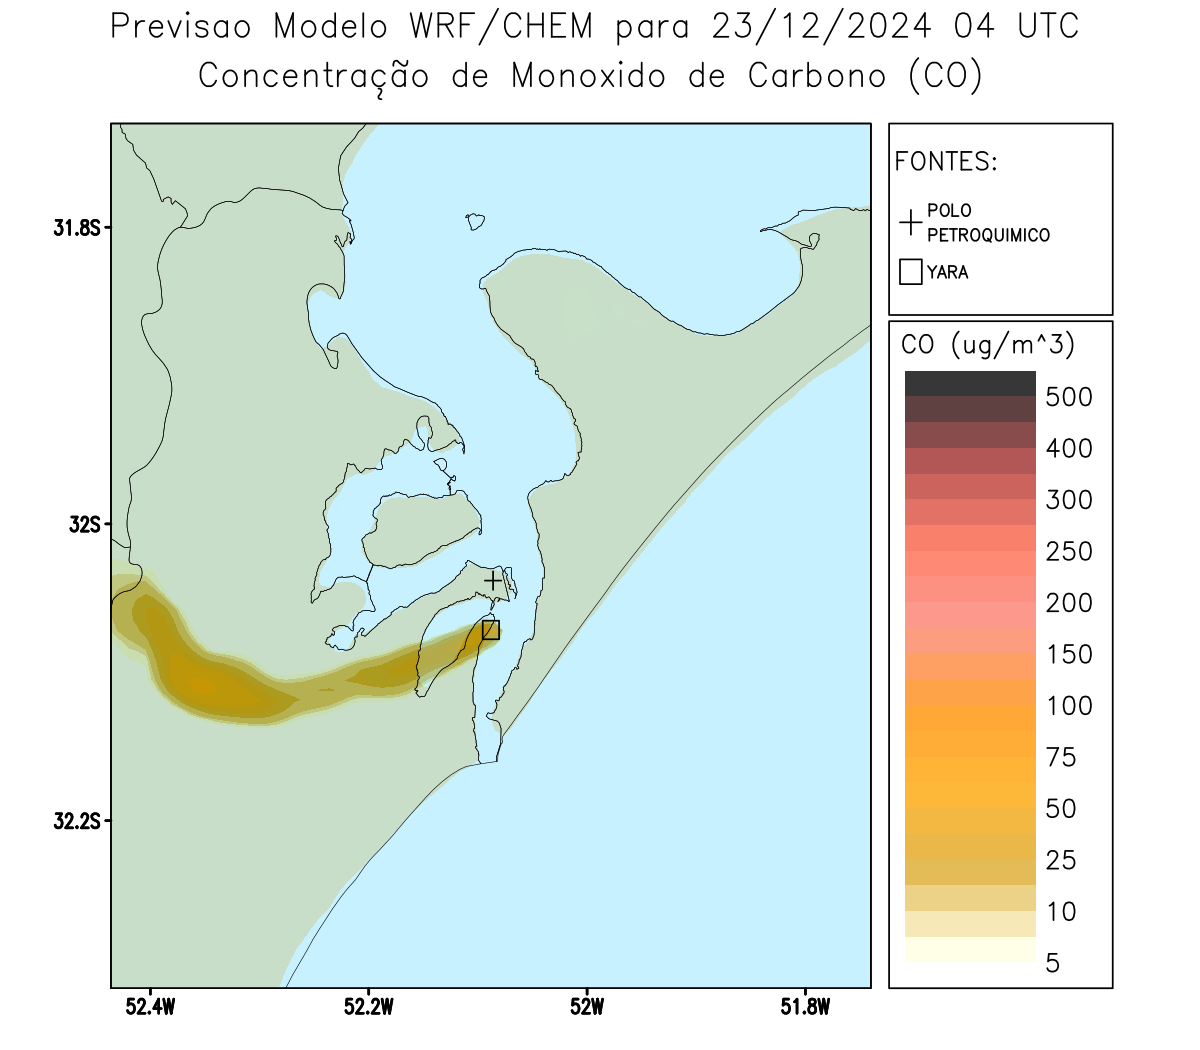 Previsao Modelo WRF/CHEM para 23/12/2024 04 UTC
Concentração de Monoxido de Carbono (CO)
FONTES:
POLO
PETROQUIMICO
YARA
CO (ug/m^3)
500
400
300
250
200
150
100
75
50
25
10
5
31.8S
32S
32.2S
52.4W
52.2W
52W
51.8W